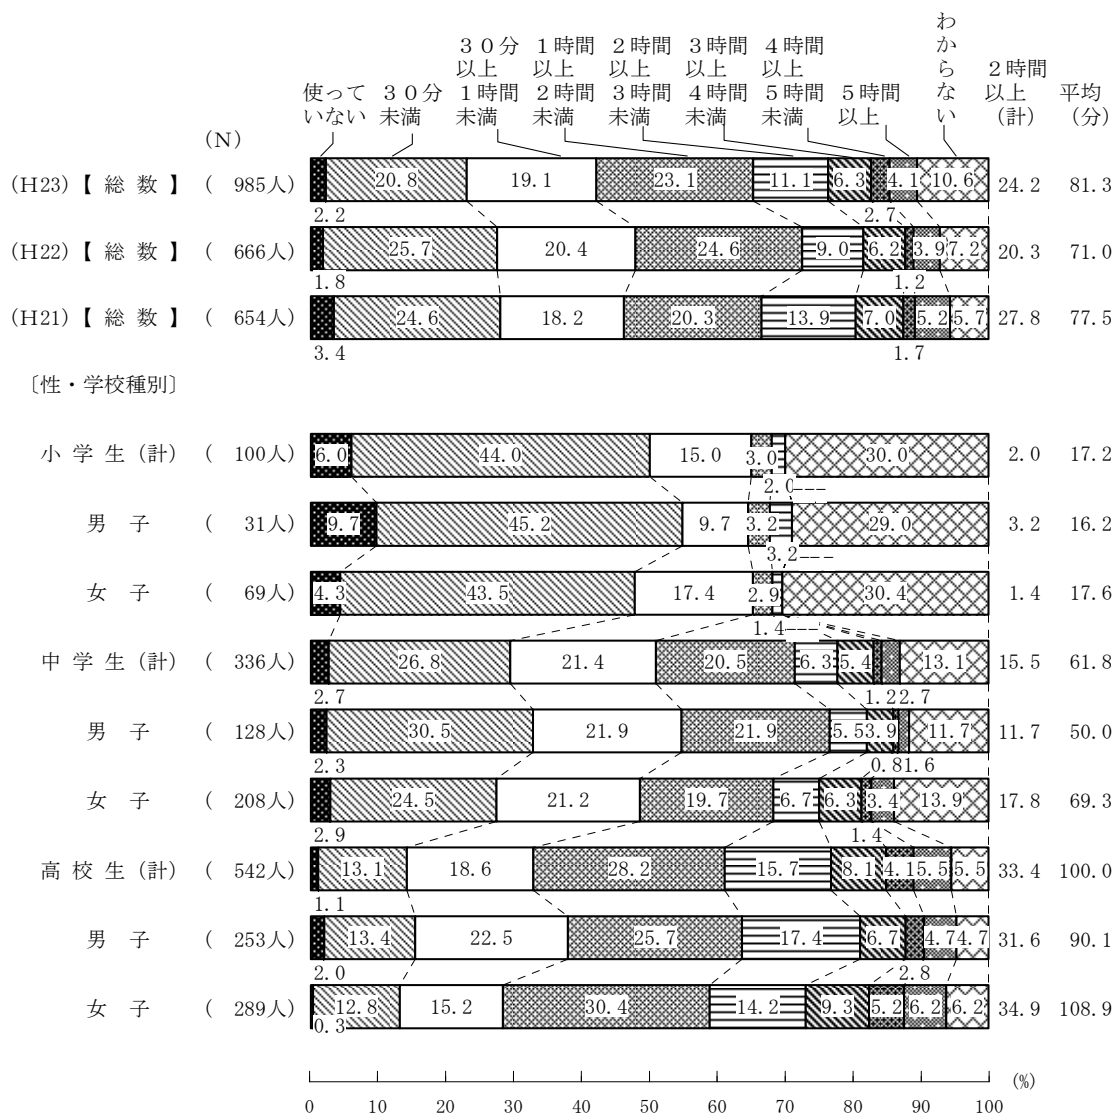 使って
いない
３０分
未満
３０分
以上
１時間
未満
１時間
以上
２時間
未満
２時間
以上
３時間
未満
３時間
以上
４時間
未満
４時間
以上
５時間
未満
５時間
以上
わからない
２時間
以上
（計）
平均
（分）
（N）
（H23）【 総 数 】 （ 985人） 20.8 19.1 23.1 11.1 6.3 4.1 10.6 24.2 81.3
2.2 2.7
（H22）【 総 数 】 （ 666人） 25.7 20.4 24.6 9.0 6.2 3.9 7.2 20.3 71.0
1.8 1.2
（H21）【 総 数 】 （ 654人） 24.6 18.2 20.3 13.9 7.0 5.2 5.7 27.8 77.5
3.4 1.7
〔性・学校種別〕
小 学 生（計） （ 100人） 6.0 44.0 15.0 3.0 30.0 2.0 17.2
2.0
男 子 （ 31人） 9.7 45.2 9.7 3.2 29.0 3.2 16.2
3.2
女 子 （ 69人） 4.3 43.5 17.4 2.9 30.4 1.4 17.6
1.4
中 学 生（計） （ 336人） 26.8 21.4 20.5 6.3 5.4 13.1 15.5 61.8
2.7 1.2 2.7
男 子 （ 128人） 30.5 21.9 21.9 5.5 3.9 11.7 11.7 50.0
2.3 0.8 1.6
女 子 （ 208人） 24.5 21.2 19.7 6.7 6.3 3.4 13.9 17.8 69.3
2.9 1.4
高 校 生（計） （ 542人） 13.1 18.6 28.2 15.7 8.1 4.1 5.5 5.5 33.4 100.0
1.1
男 子 （ 253人） 13.4 22.5 25.7 17.4 6.7 4.7 4.7 31.6 90.1
2.0 2.8
女 子 （ 289人） 12.8 15.2 30.4 14.2 9.3 5.2 6.2 6.2 34.9 108.9
0.3
（%）
0 10 20 30 40 50 60 70 80 90 100